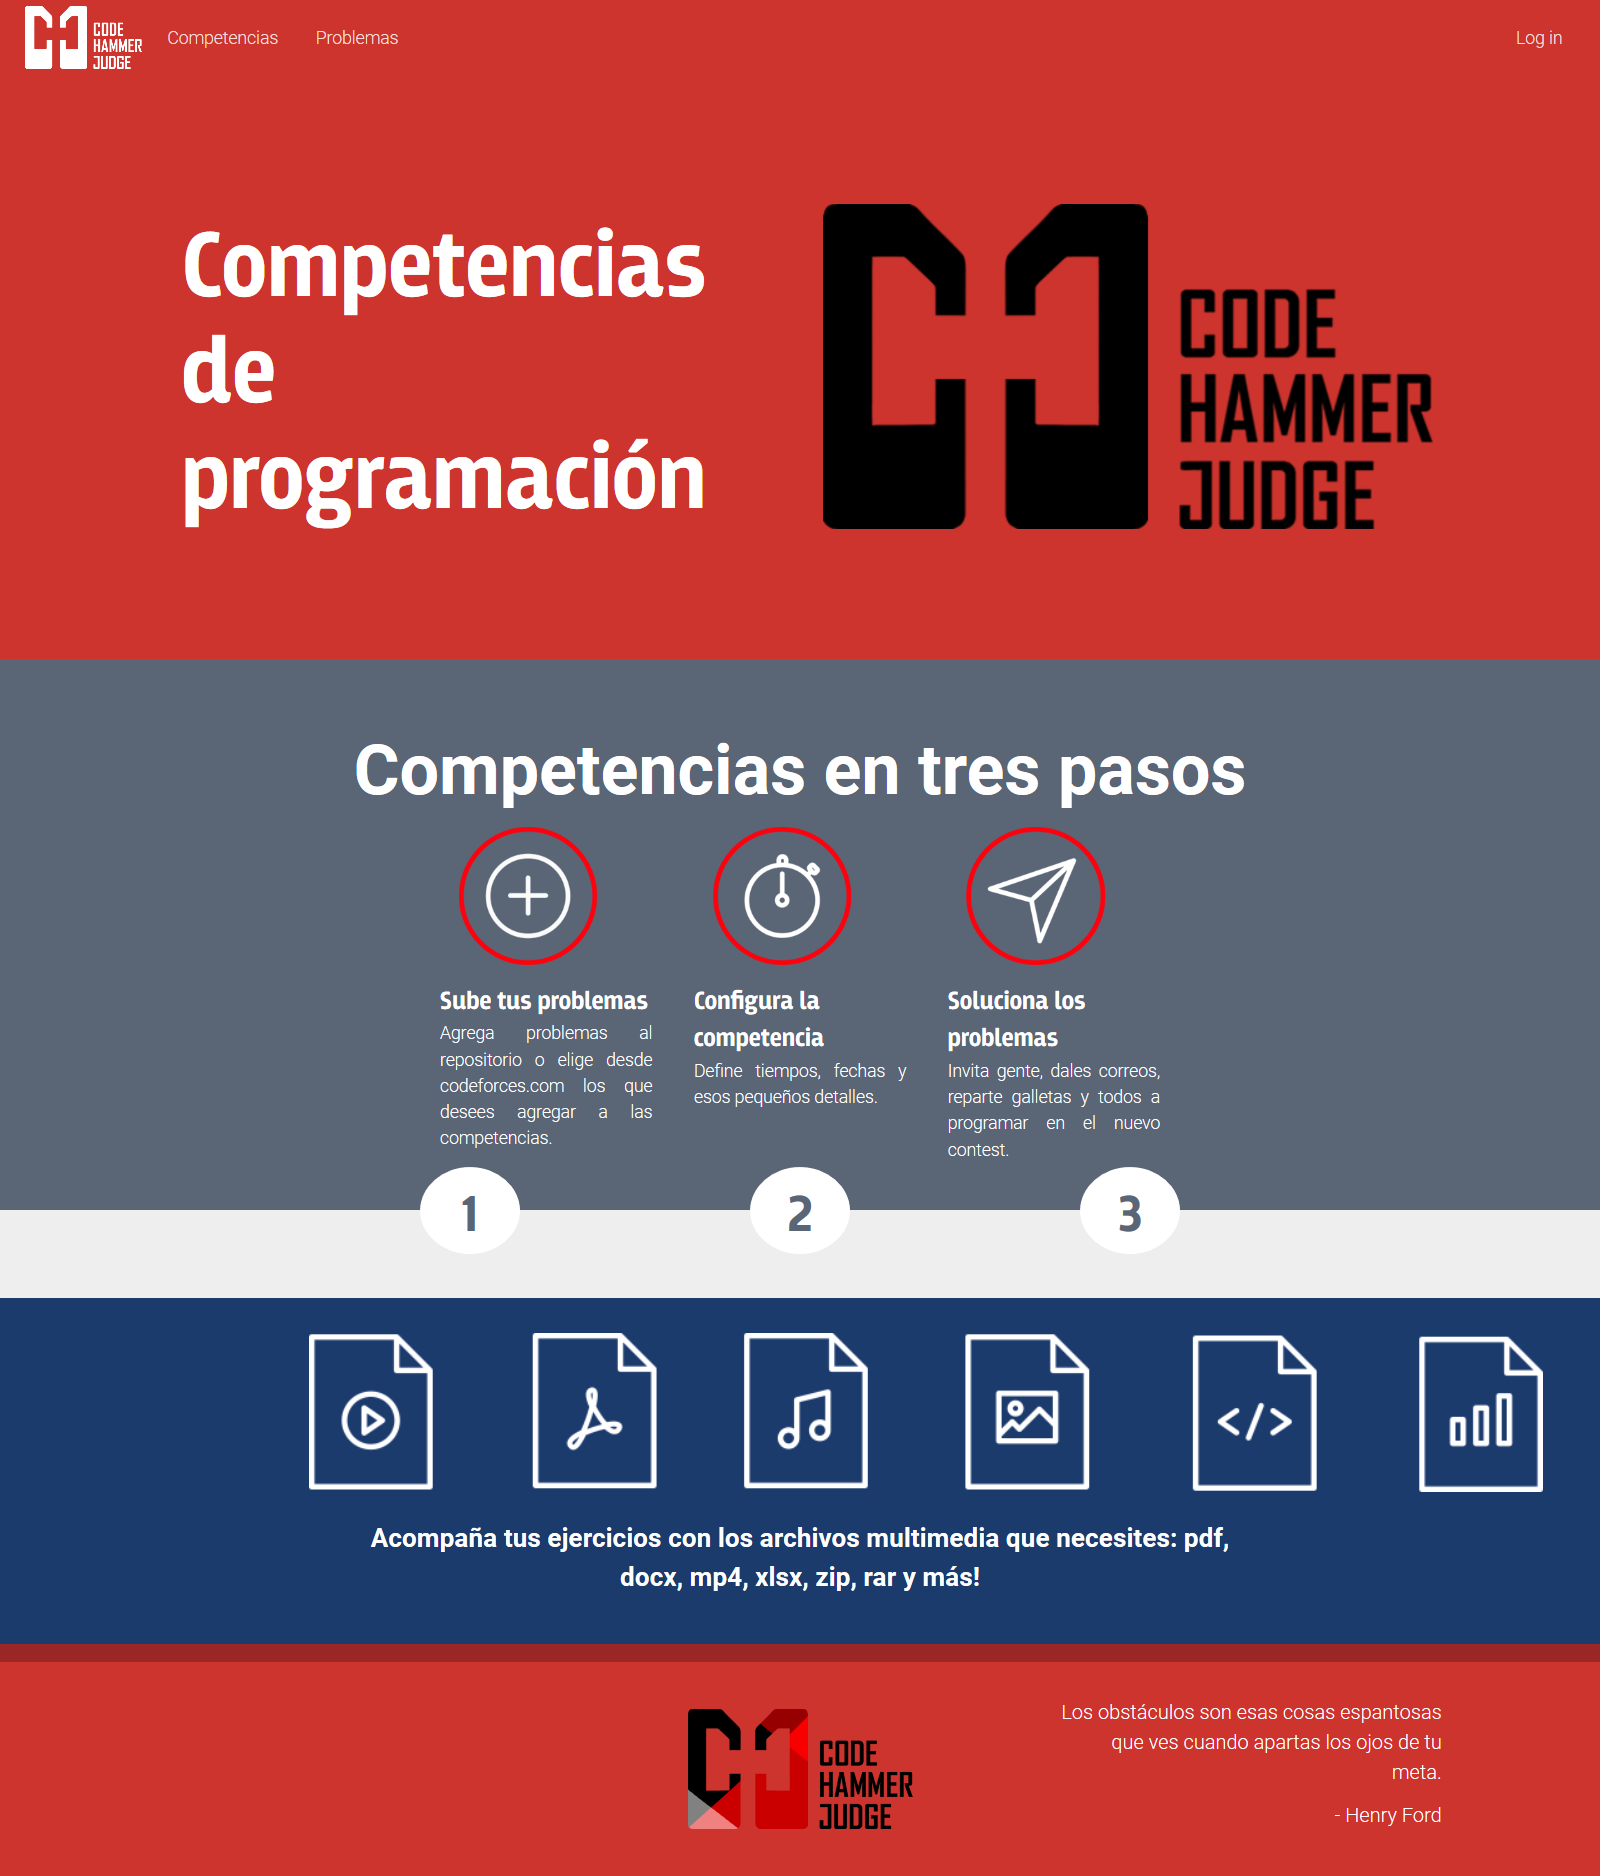 CODE
HAMMER
JUDGE
Competencias
Problemas
Log in
Competencias
de
programación
CODE
HAMMER
JUDGE
Competencias en tres pasos
Sube tus problemas
Agrega problemas al
repositorio o elige desde
codeforces.com los que
desees agregar a las
competencias.
Configura la
competencia
Define tiempos, fechas y
esos pequeños detalles.
Soluciona los
problemas
Invita gente, dales correos,
reparte galletas y todos a
programar en el nuevo
contest.
1
2
3
Acompaña tus ejercicios con los archivos multimedia que necesites: pdf,
docx, mp4, xlsx, zip, rar y más!
CODE
HAMMER
JUDGE
Los obstáculos son esas cosas espantosas
que ves cuando apartas los ojos de tu
meta.
- Henry Ford